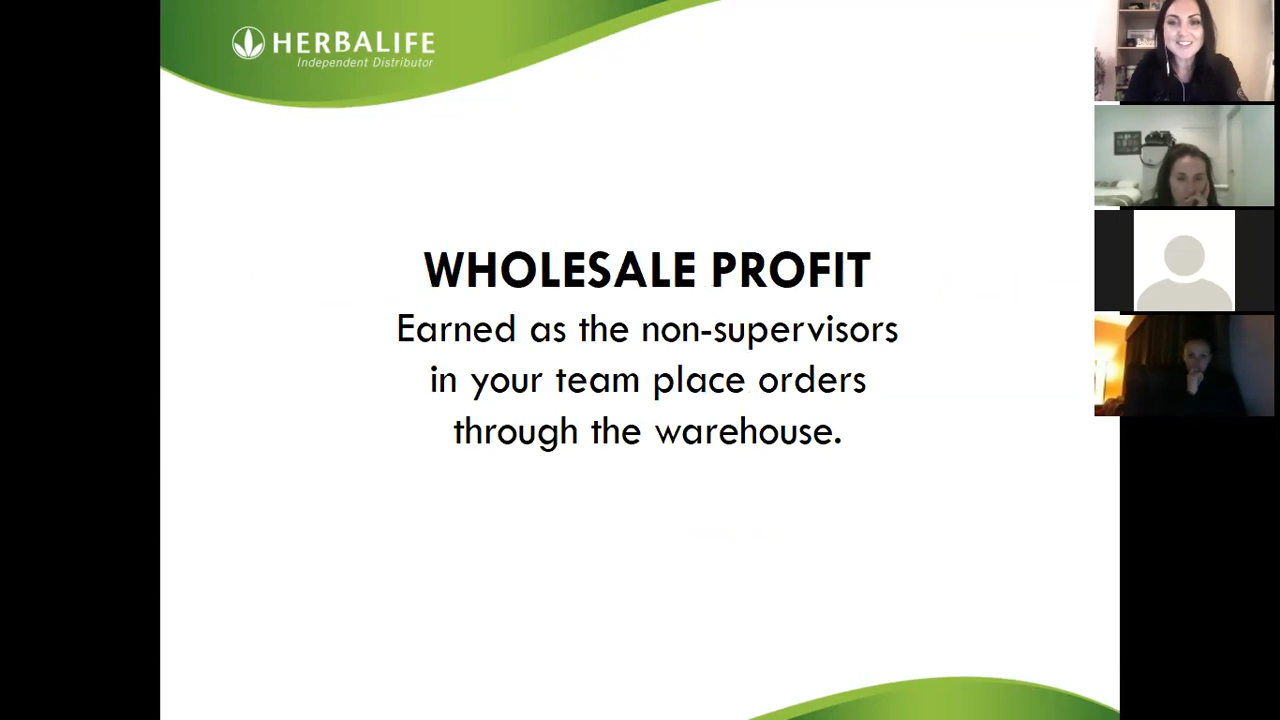 HERBALIFE
Independent Distributor
WHOLESALE PROFIT
Earned as the non-supervisors
in your team place orders
through the warehouse.